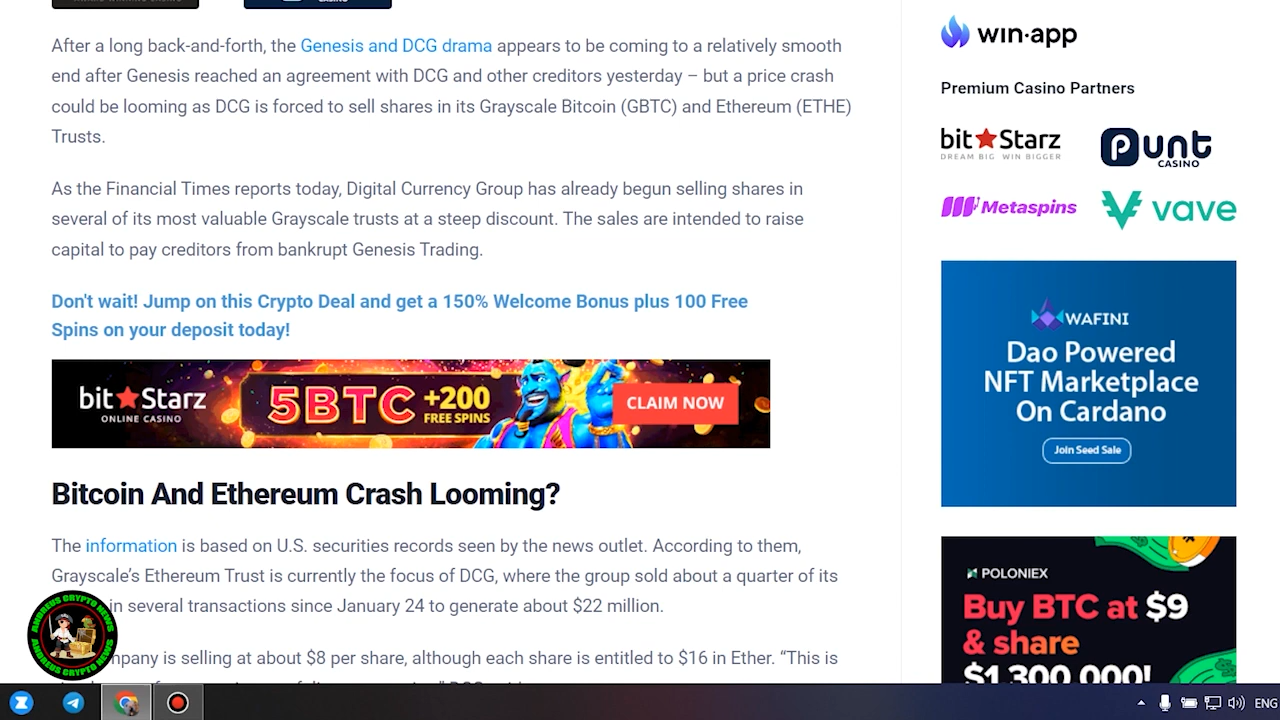 CASINO
After a long back-and-forth, the Genesis and DCG drama appears to be coming to a relatively smooth
end after Genesis reached an agreement with DCG and other creditors yesterday – but a price crash
could be looming as DCG is forced to sell shares in its Grayscale Bitcoin (GBTC) and Ethereum (ETHE)
Trusts.
As the Financial Times reports today, Digital Currency Group has already begun selling shares in
several of its most valuable Grayscale trusts at a steep discount. The sales are intended to raise
capital to pay creditors from bankrupt Genesis Trading.
Don't wait! Jump on this Crypto Deal and get a 150% Welcome Bonus plus 100 Free
Spins on your deposit today!
bit Starz
ONLINE CASINO
5BTC +200
FREE SPINS
CLAIM NOW
Bitcoin And Ethereum Crash Looming?
The information is based on U.S. securities records seen by the news outlet. According to them,
Grayscale’s Ethereum Trust is currently the focus of DCG, where the group sold about a quarter of its
in several transactions since January 24 to generate about $22 million.
mpany is selling at about $8 per share, although each share is entitled to $16 in Ether. “This is
win·app
Premium Casino Partners
bit Starz
DREAM BIG WIN BIGGER
Punt
CASINO
Metaspins
vave
WAFINI
Dao Powered
NFT Marketplace
On Cardano
Join Seed Sale
POLONIEX
Buy BTC at $9
& share
$1,300,000!
ANDREUS CRYPTO NEWS
ANDREUS CRYPTO NEWS
ENG